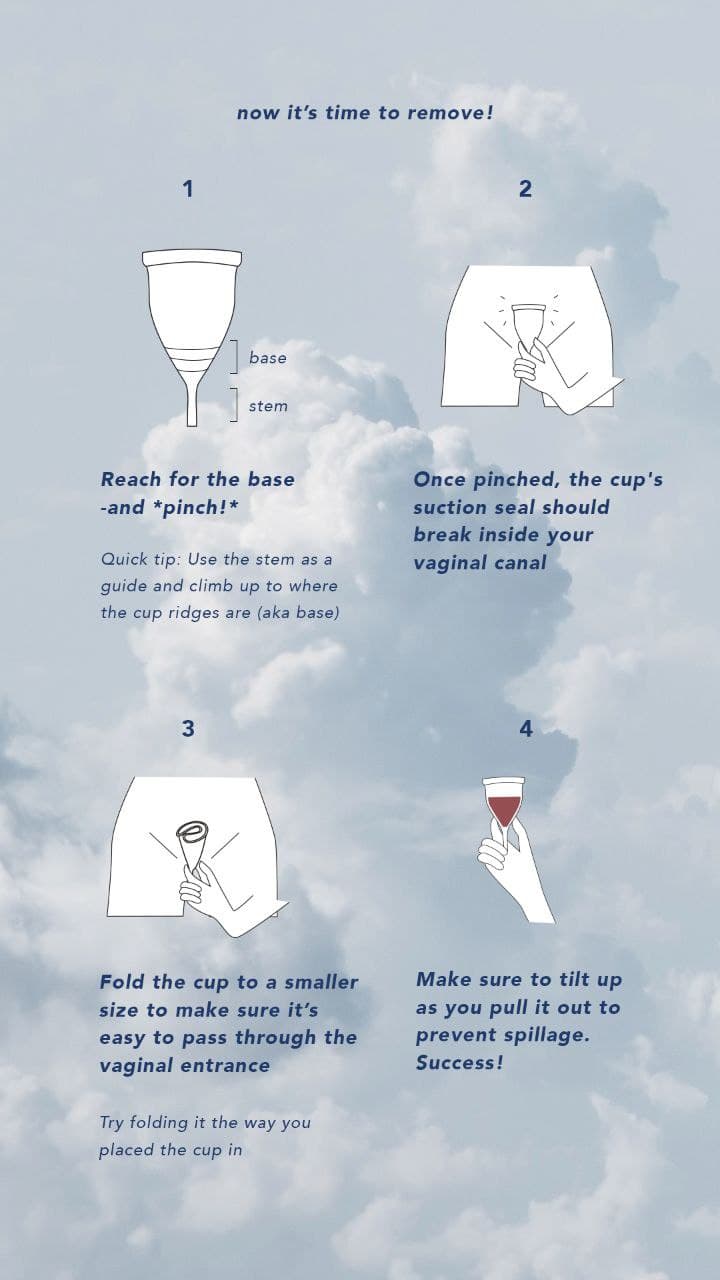 now it's time to remove!
1
base
stem
Reach for the base
-and *pinch!*
Quick tip: Use the stem as a
guide and climb up to where
the cup ridges are (aka base)
2
Once pinched, the cup's
suction seal should
break inside your
vaginal canal
3
Fold the cup to a smaller
size to make sure it's
easy to pass through the
vaginal entrance
Try folding it the way you
placed the cup in
4
Make sure to tilt up
as you pull it out to
prevent spillage.
Success!